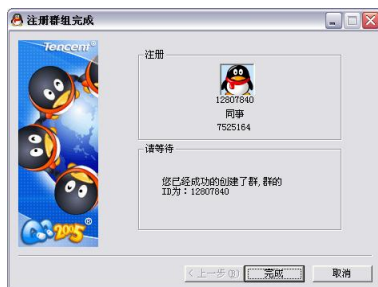 注册群组完成
Tencent®
注册
12807840
同事
7525164
请等待
您已经成功的创建了群,群的
ID为：12807840
2005®
<上一步(B)
完成
取消